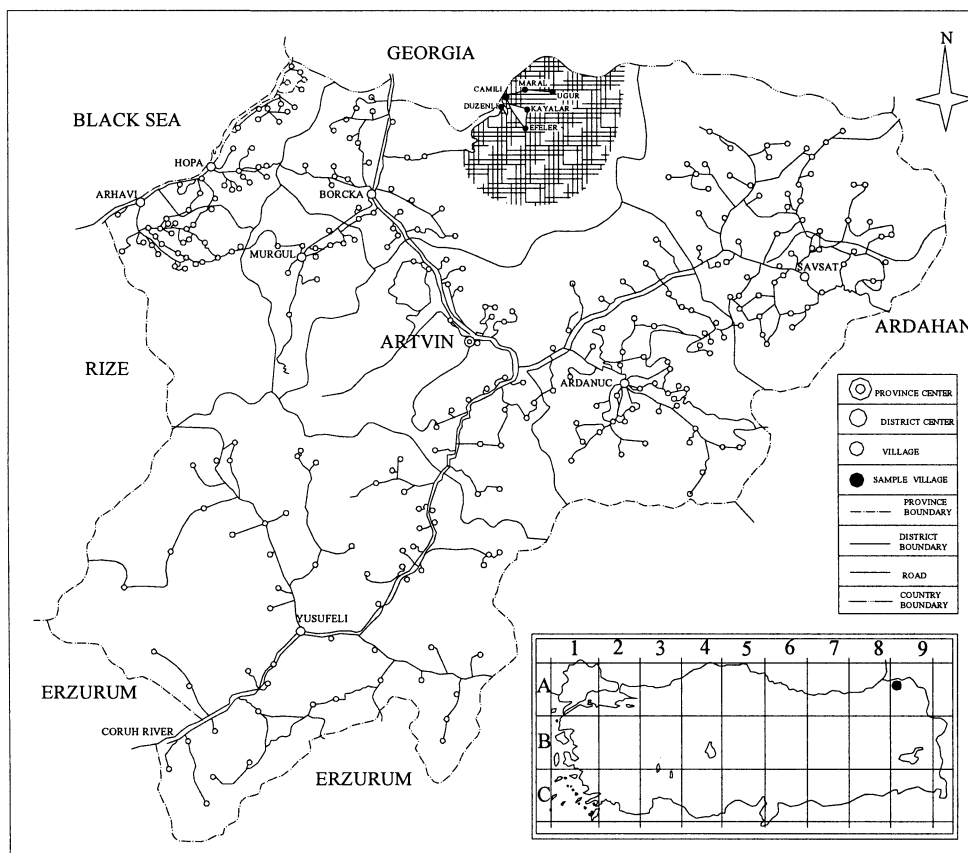 GEORGIA
N
BLACK SEA
CAMILI
MARAL
UGUR
DUZENLI
KAYALAR
EFELER
HOPA
ARHAVI
BORCKA
MURGUL
SAVSAT
ARTVIN
ARDAHAN
RIZE
ARDANUC
PROVINCE CENTER
DISTRICT CENTER
VILLAGE
SAMPLE VILLAGE
PROVINCE
BOUNDARY
DISTRICT
BOUNDARY
ROAD
COUNTRY
BOUNDARY
YUSUFELI
ERZURUM
CORUH RIVER
ERZURUM
1 2 3 4 5 6 7 8 9
A
B
C